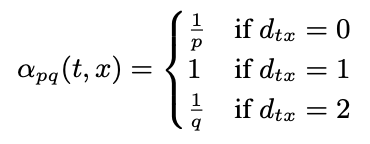 1/p if d_tx = 0
α_pq(t, x) = { 1 if d_tx = 1
1/q if d_tx = 2